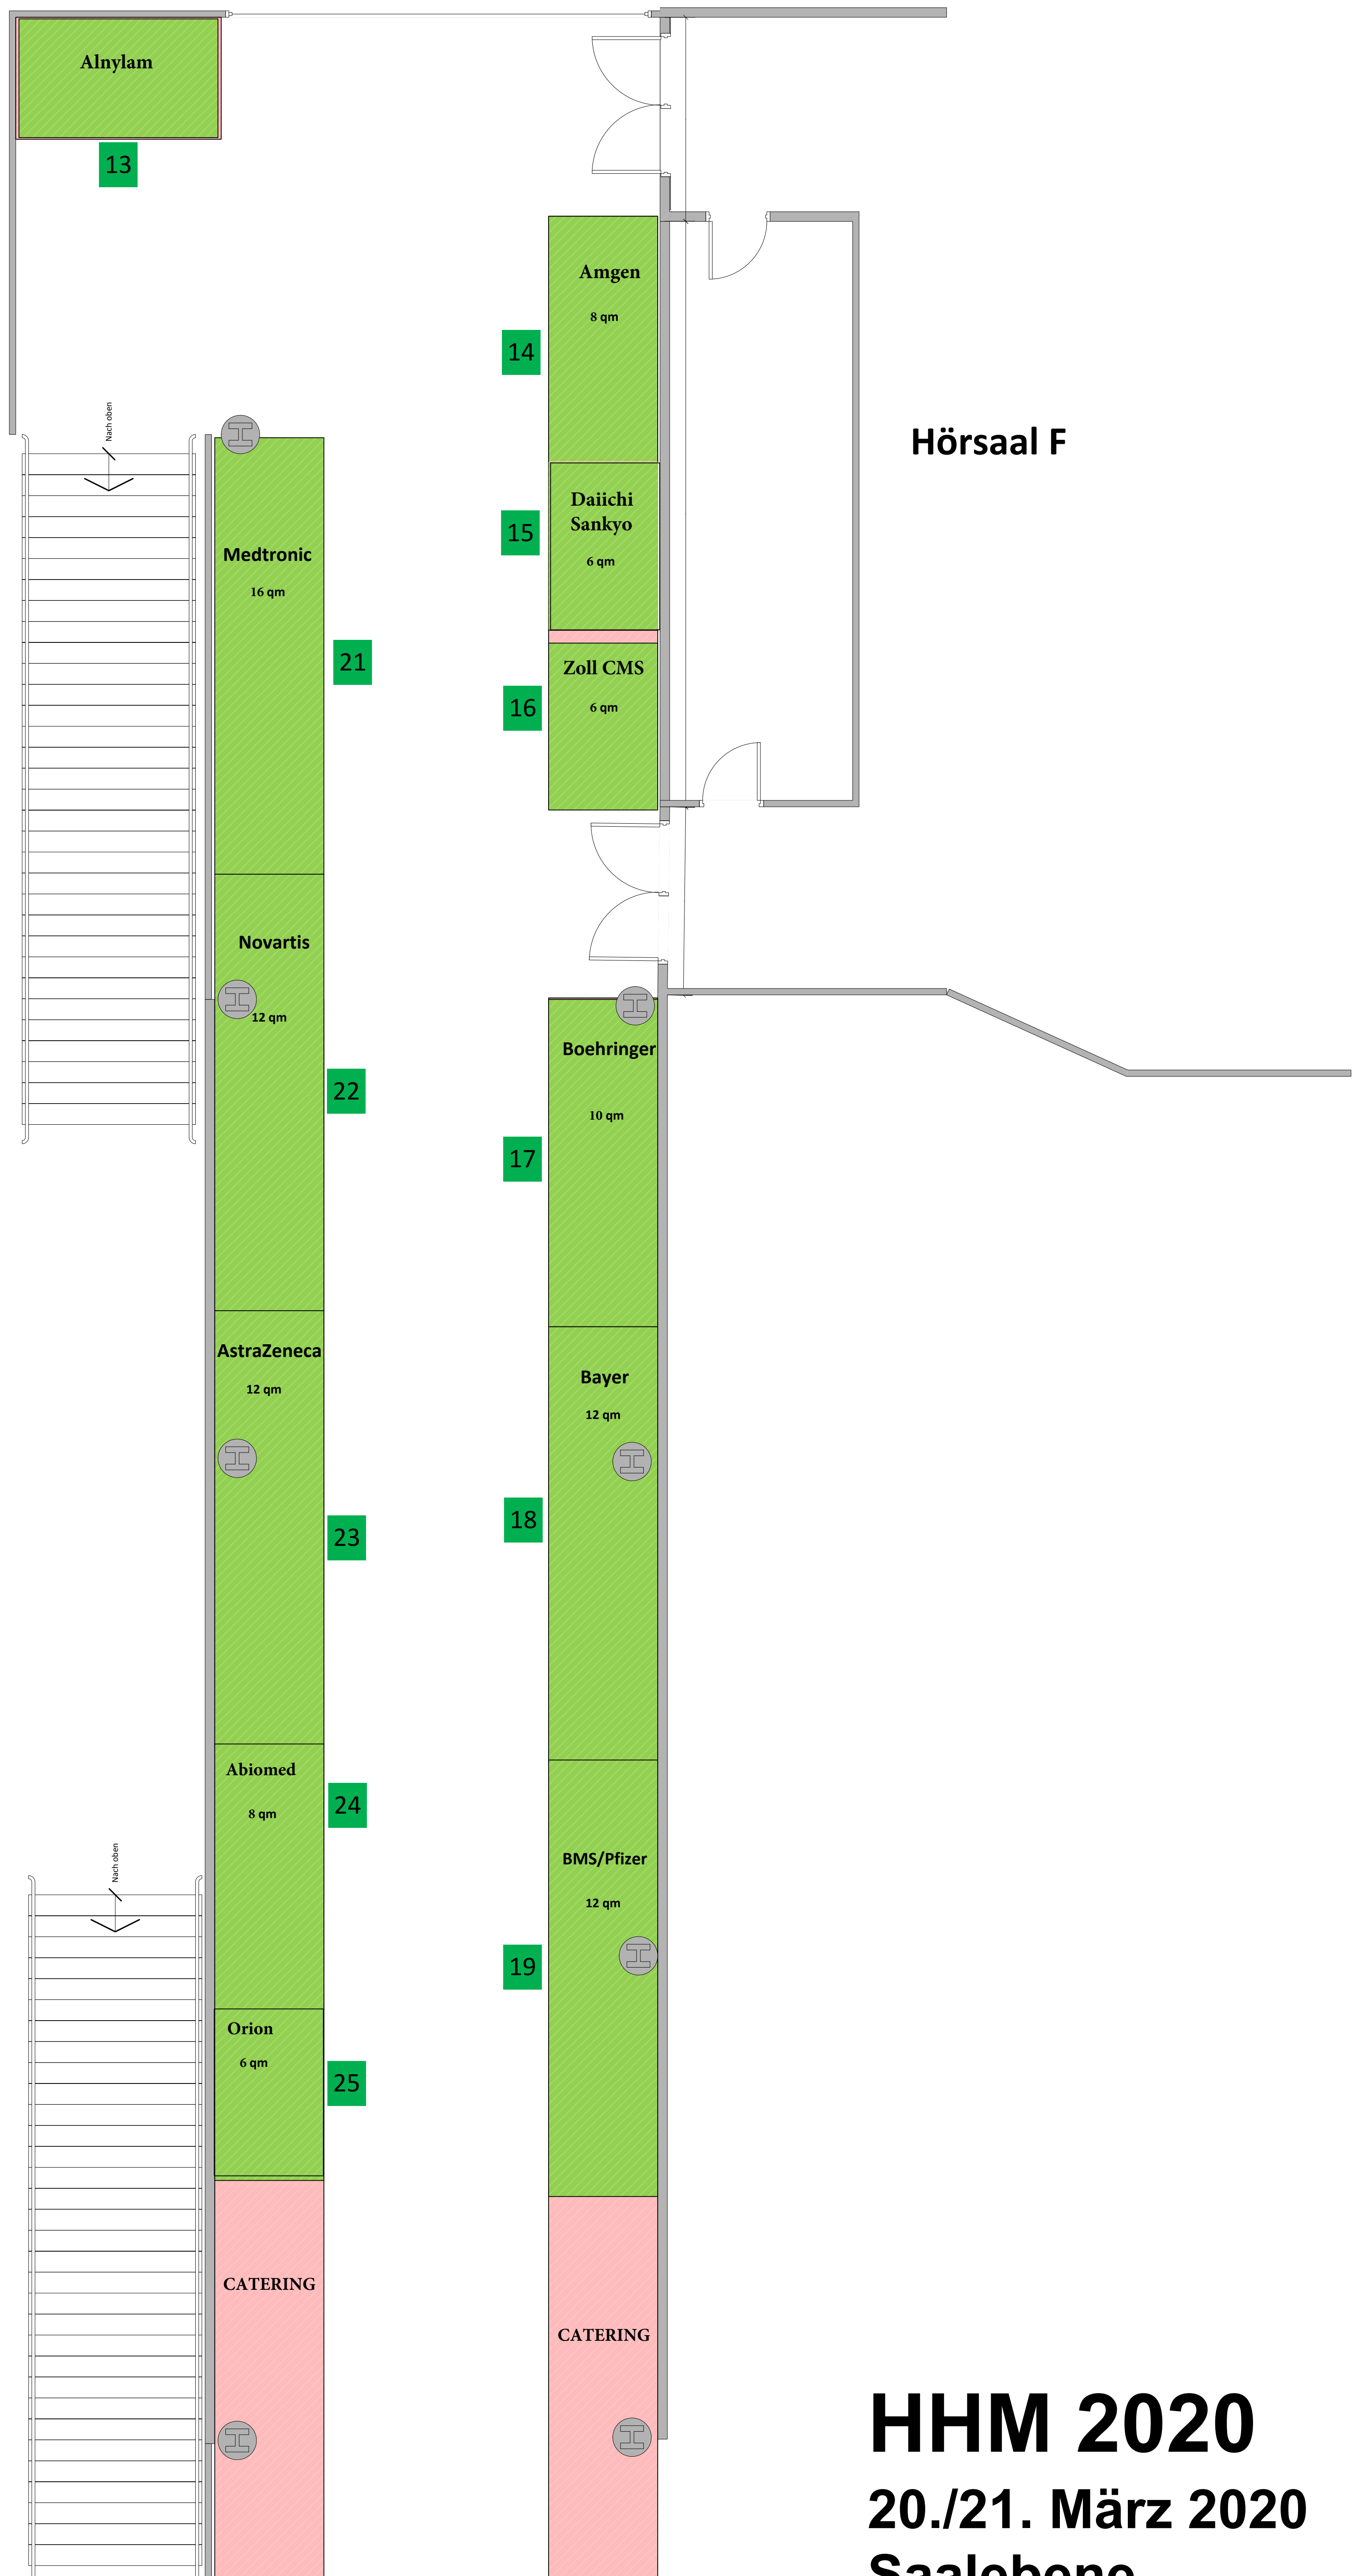 Alnylam
13
Amgen
8 qm
14
Hörsaal F
Nach oben
Daiichi
Sankyo
6 qm
15
Medtronic
16 qm
21
Zoll CMS
6 qm
16
Novartis
12 qm
22
Boehringer
10 qm
17
AstraZeneca
12 qm
23
Bayer
12 qm
18
Abiomed
8 qm
24
Nach oben
BMS/Pfizer
12 qm
19
Orion
6 qm
25
CATERING
CATERING
HHM 2020
20./21. März 2020
Saalebene